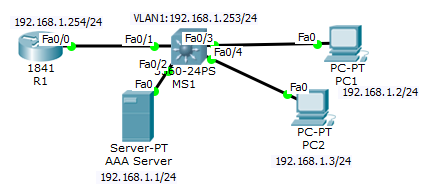 VLAN1:192.168.1.253/24
192.168.1.254/24
Fa0/0
Fa0/1
Fa0/3
Fa0
Fa0/4
1841
R1
Fa0/2
3560-24PS
MS1
PC-PT
PC1
192.168.1.2/24
Fa0
Fa0
Server-PT
AAA Server
192.168.1.1/24
PC-PT
PC2
192.168.1.3/24